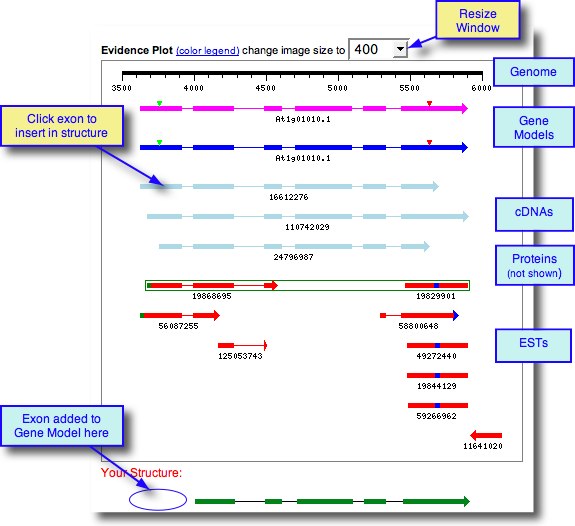 Resize
Window
Evidence Plot (color legend) change image size to 400
3500 4000 4500 5000 5500 6000
Genome
At1g01010.1
Click exon to
insert in structure
Gene
Models
At1g01010.1
16612276
cDNAs
110742029
24796987
Proteins
(not shown)
19868695 19829901
56087255 58800648
ESTs
125053743 49272440
19844129
59266962
Exon added to
Gene Model here
11641020
Your Structure: